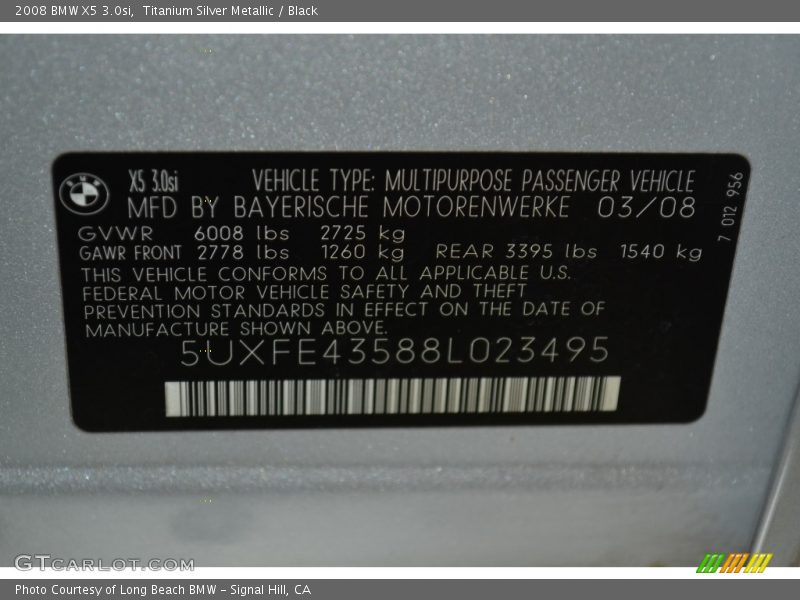 2008 BMW X5 3.0si, Titanium Silver Metallic / Black
X5 3.0si VEHICLE TYPE: MULTIPURPOSE PASSENGER VEHICLE
MFD BY BAYERISCHE MOTORENWERKE 03/08
GVWR 6008 lbs 2725 kg
GAWR FRONT 2778 lbs 1260 kg REAR 3395 lbs 1540 kg
THIS VEHICLE CONFORMS TO ALL APPLICABLE U.S.
FEDERAL MOTOR VEHICLE SAFETY AND THEFT
PREVENTION STANDARDS IN EFFECT ON THE DATE OF
MANUFACTURE SHOWN ABOVE.
5UXFE43588L023495
7 012 956
GTCarLot.com
Photo Courtesy of Long Beach BMW - Signal Hill, CA